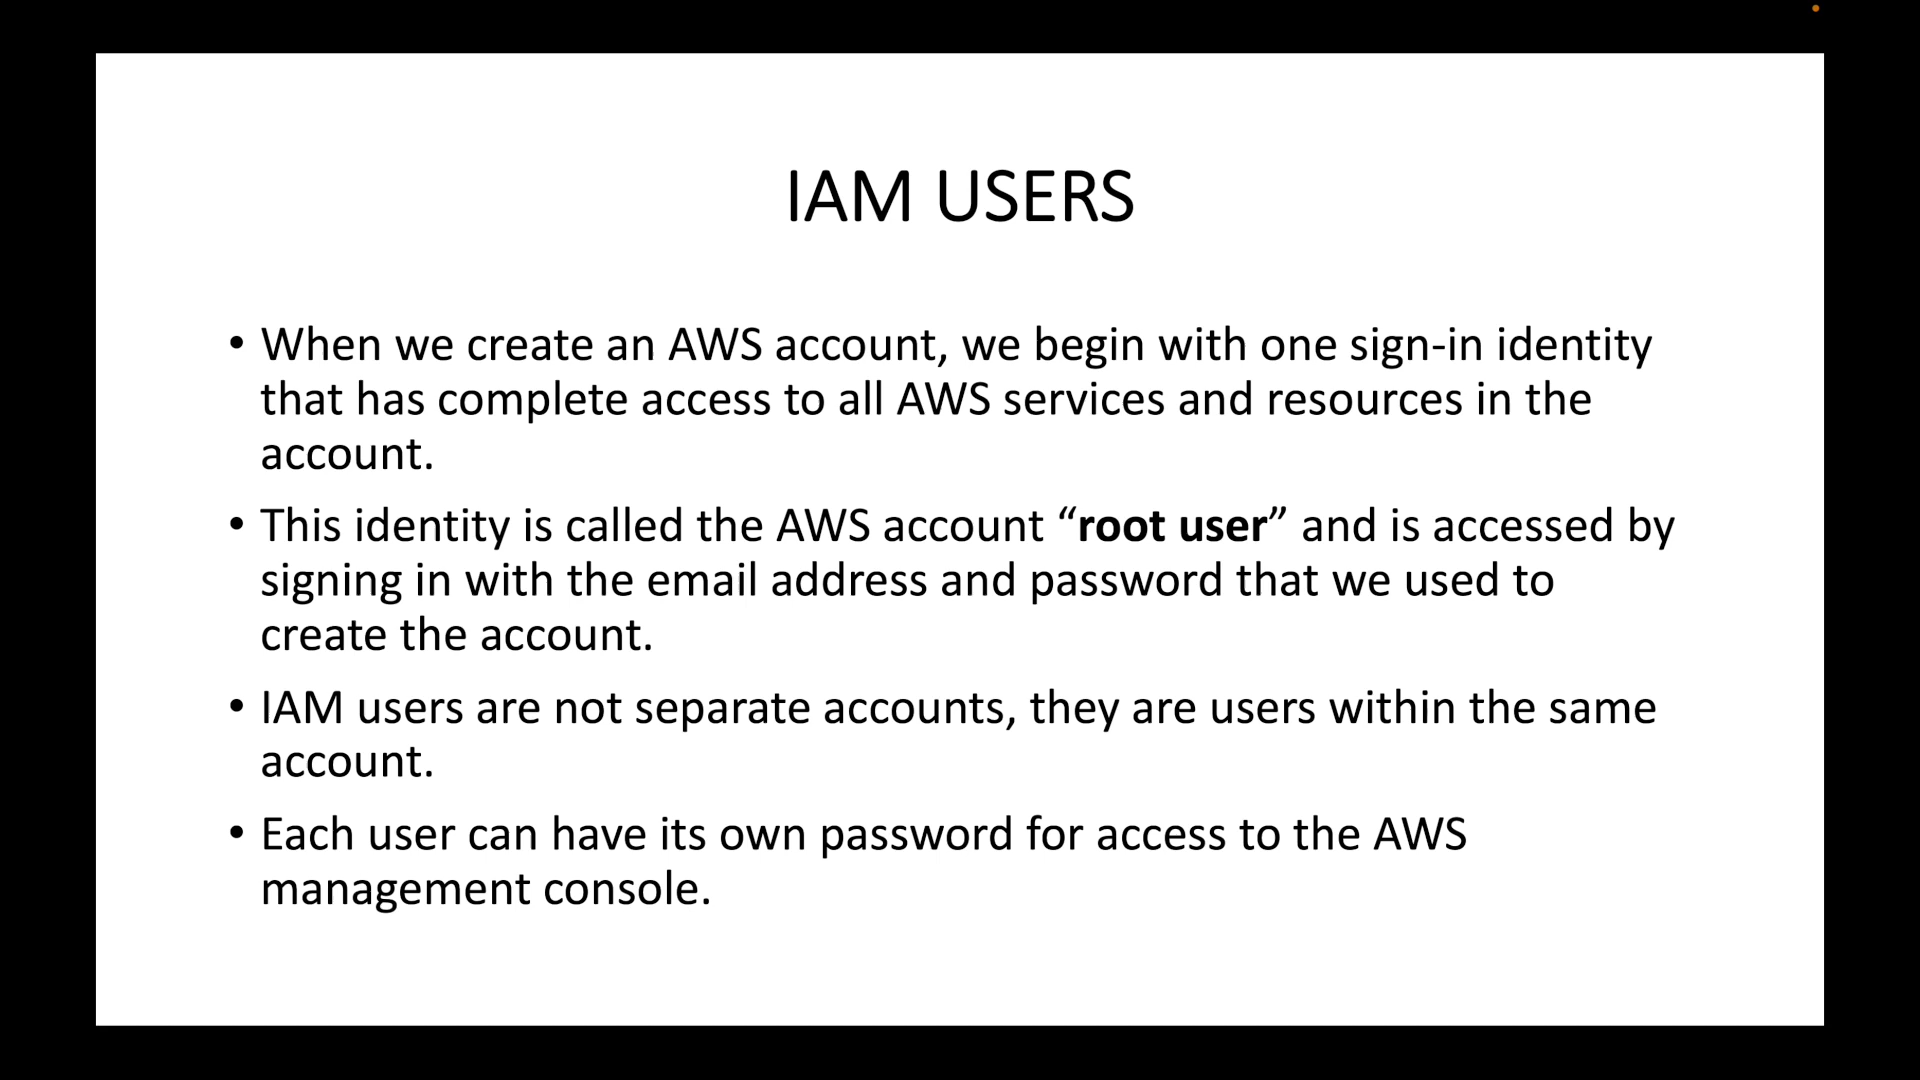 IAM USERS
• When we create an AWS account, we begin with one sign-in identity
that has complete access to all AWS services and resources in the
account.
• This identity is called the AWS account “root user” and is accessed by
signing in with the email address and password that we used to
create the account.
• IAM users are not separate accounts, they are users within the same
account.
• Each user can have its own password for access to the AWS
management console.